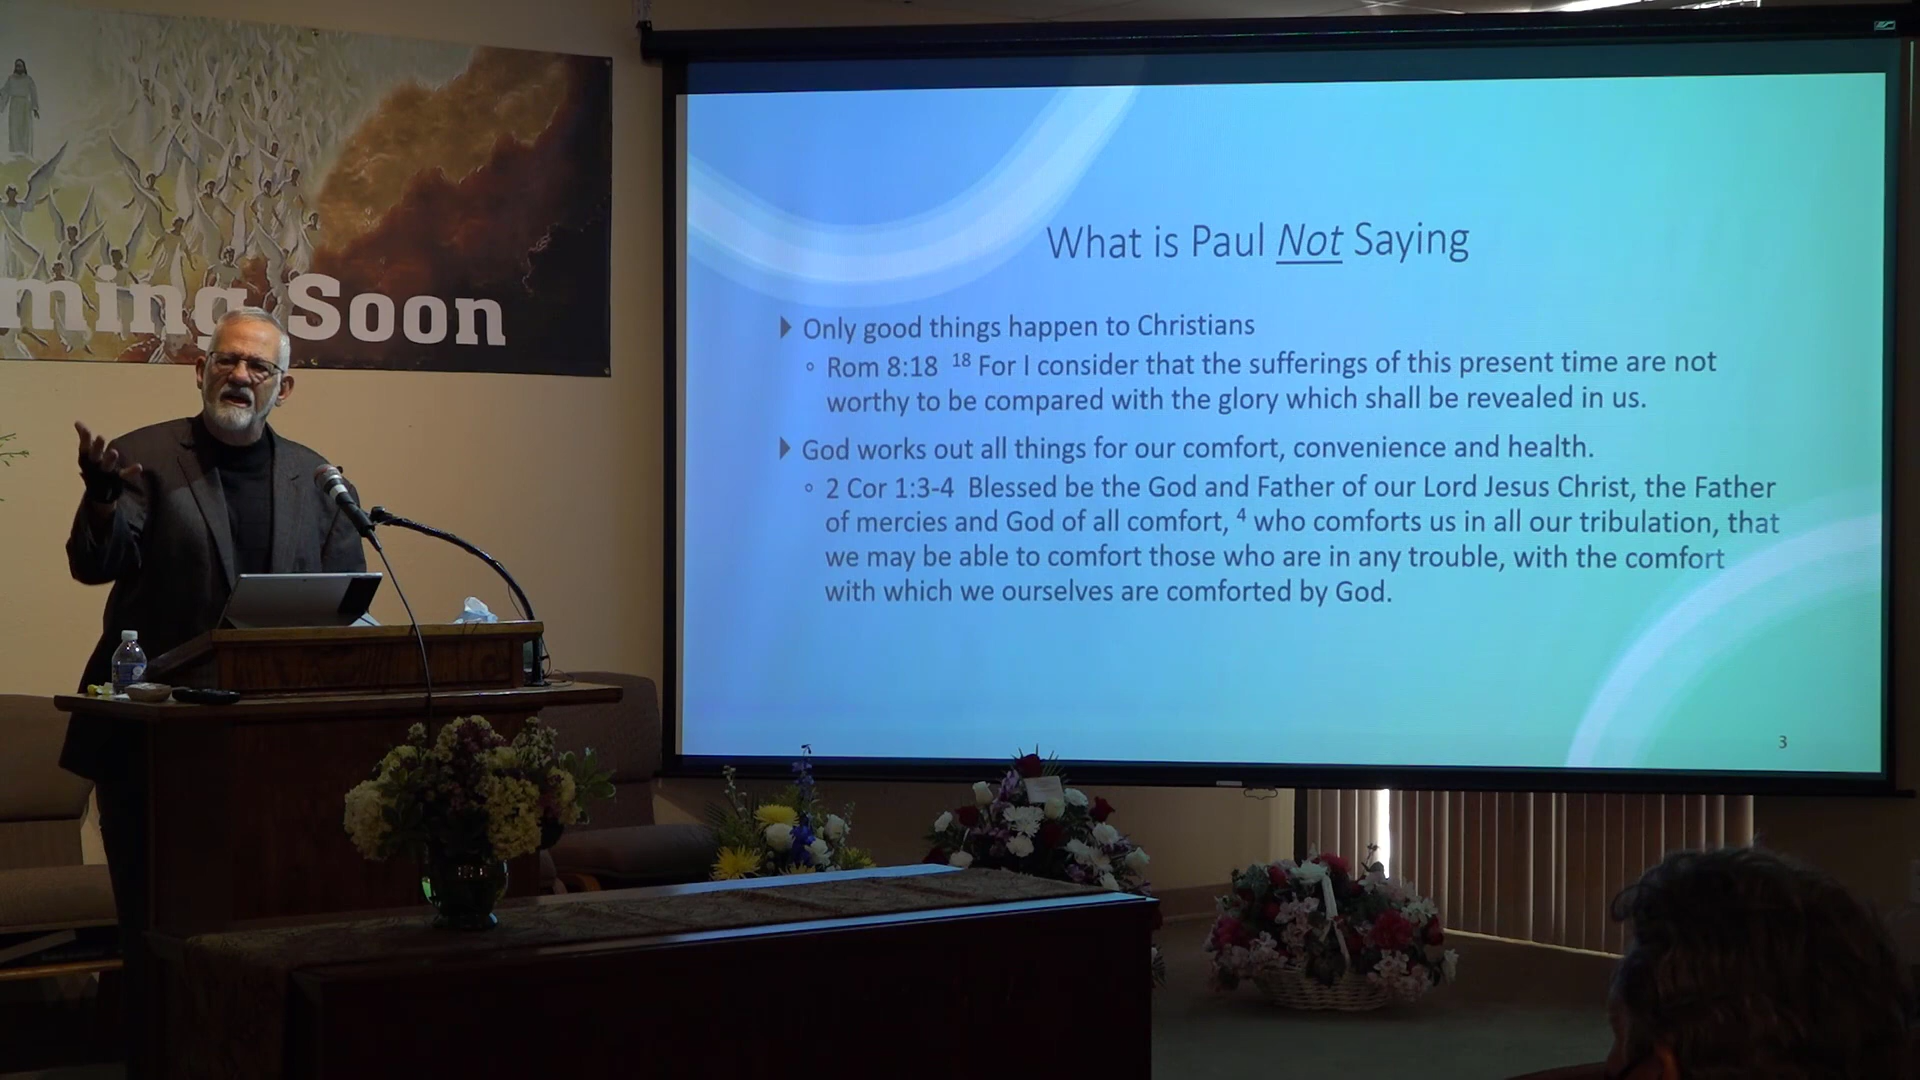 ming Soon
What is Paul Not Saying
Only good things happen to Christians
Rom 8:18 18 For I consider that the sufferings of this present time are not
worthy to be compared with the glory which shall be revealed in us.
God works out all things for our comfort, convenience and health.
2 Cor 1:3-4 Blessed be the God and Father of our Lord Jesus Christ, the Father
of mercies and God of all comfort, 4 who comforts us in all our tribulation, that
we may be able to comfort those who are in any trouble, with the comfort
with which we ourselves are comforted by God.
3